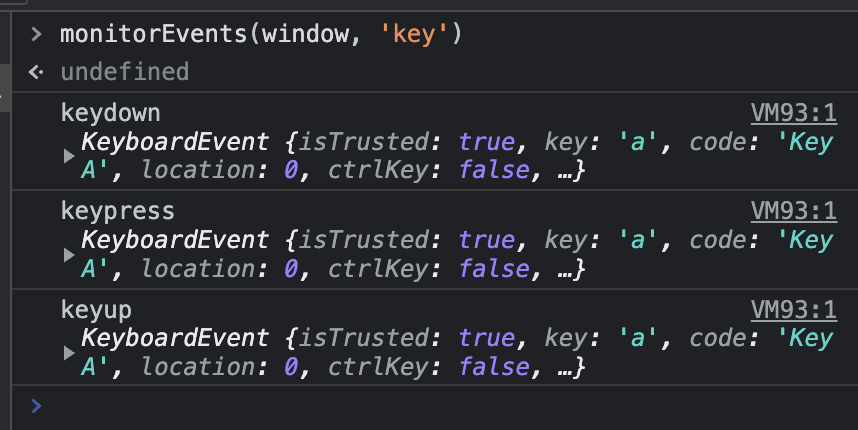 > monitorEvents(window, 'key')
<· undefined
keydown VM93:1
▶ KeyboardEvent {isTrusted: true, key: 'a', code: 'Key
A', location: 0, ctrlKey: false, …}
keypress VM93:1
▶ KeyboardEvent {isTrusted: true, key: 'a', code: 'Key
A', location: 0, ctrlKey: false, …}
keyup VM93:1
▶ KeyboardEvent {isTrusted: true, key: 'a', code: 'Key
A', location: 0, ctrlKey: false, …}
>